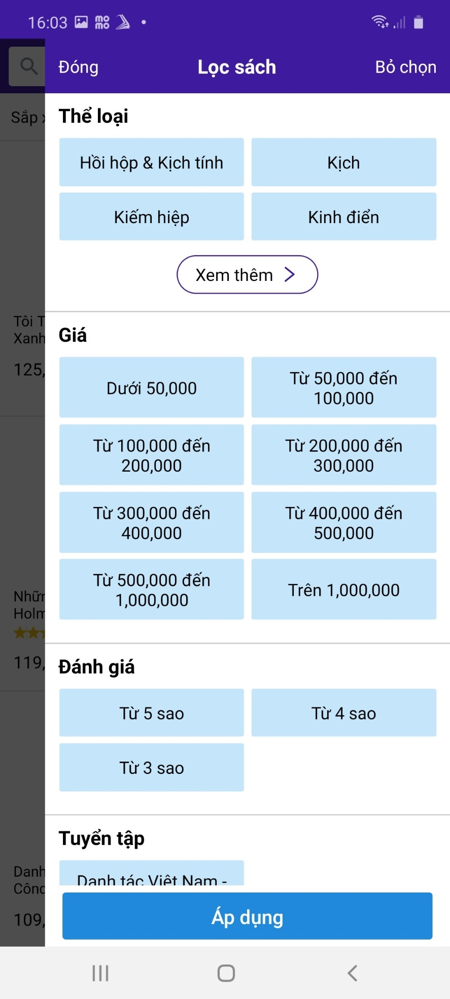 16:03
Đóng
Lọc sách
Bỏ chọn
Sắp
Thể loại
Hồi hộp & Kịch tính
Kịch
Kiếm hiệp
Kinh điển
Xem thêm
Tôi T
Xanh
125,
Giá
Dưới 50,000
Từ 50,000 đến
100,000
Từ 100,000 đến
200,000
Từ 200,000 đến
300,000
Từ 300,000 đến
400,000
Từ 400,000 đến
500,000
Từ 500,000 đến
1,000,000
Trên 1,000,000
Holm
119,
Đánh giá
Từ 5 sao
Từ 4 sao
Từ 3 sao
Tuyển tập
Danh tác Việt Nam -
Danh
109,
Áp dụng